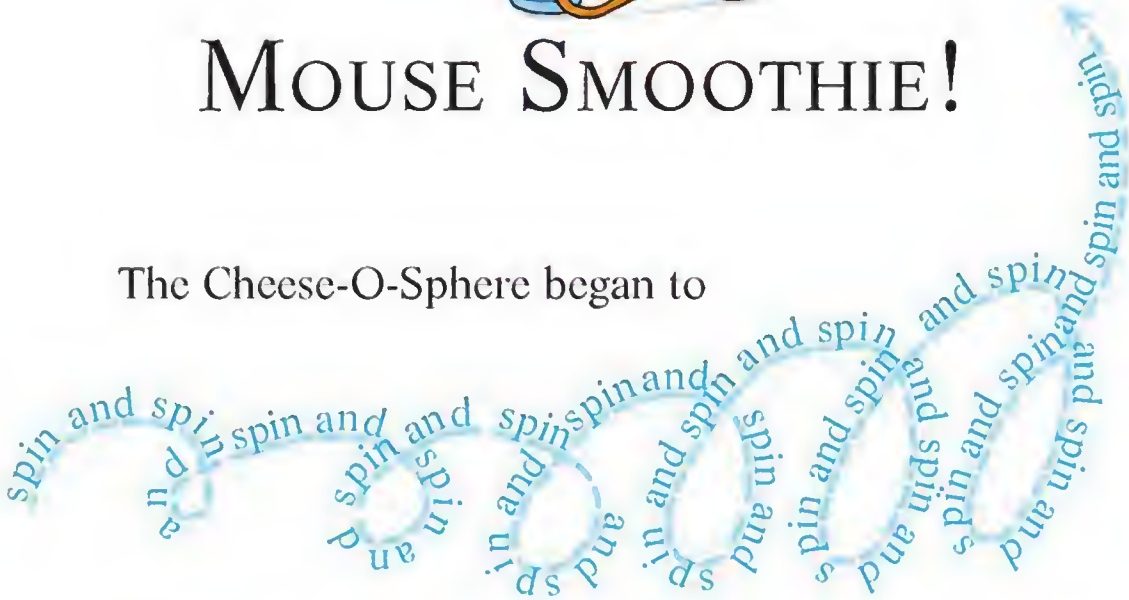 MOUSE SMOOTHIE!
The Cheese-O-Sphere began to
spin and spin and spin and spin and spin and spin and spin and spin and spin and spin and spin and spin and spin and spin and spin and spin and spin and spin and spin and spin and spin